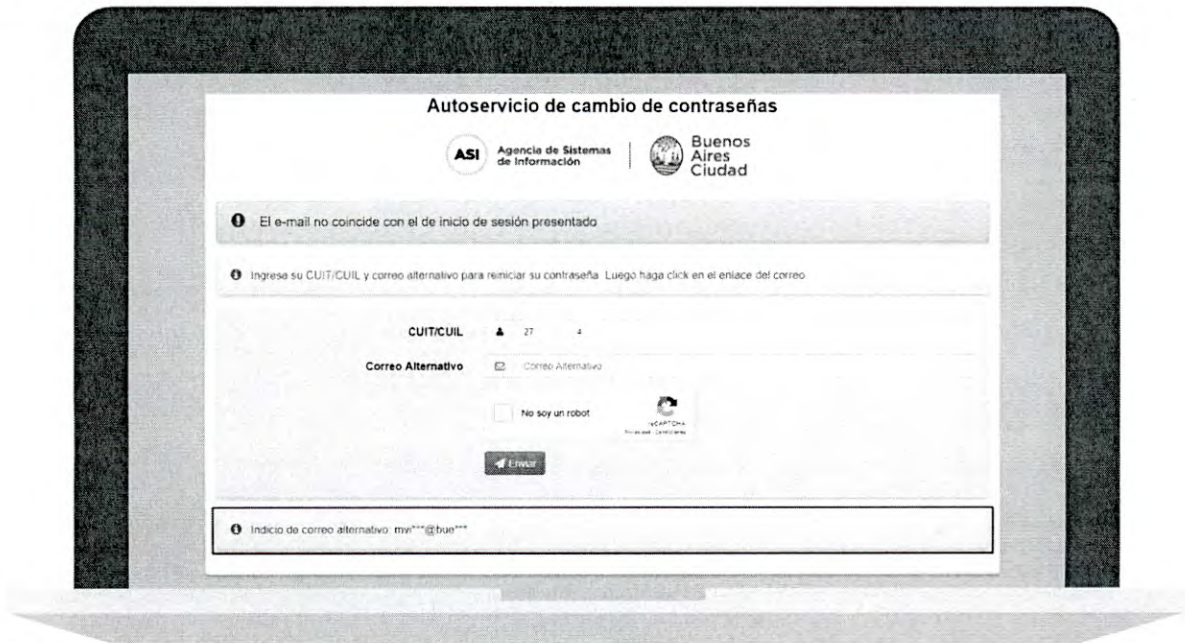 Autoservicio de cambio de contraseñas
ASI Agencia de Sistemas
de Información
Buenos
Aires
Ciudad
El e-mail no coincide con el de inicio de sesión presentado
Ingrese su CUIT/CUIL y correo alternativo para reiniciar su contraseña. Luego haga click en el enlace del correo
CUIT/CUIL 27 4
Correo Alternativo Correo Alternativo
No soy un robot
reCAPTCHA
Enviar
Indicio de correo alternativo: mvi***@bue***